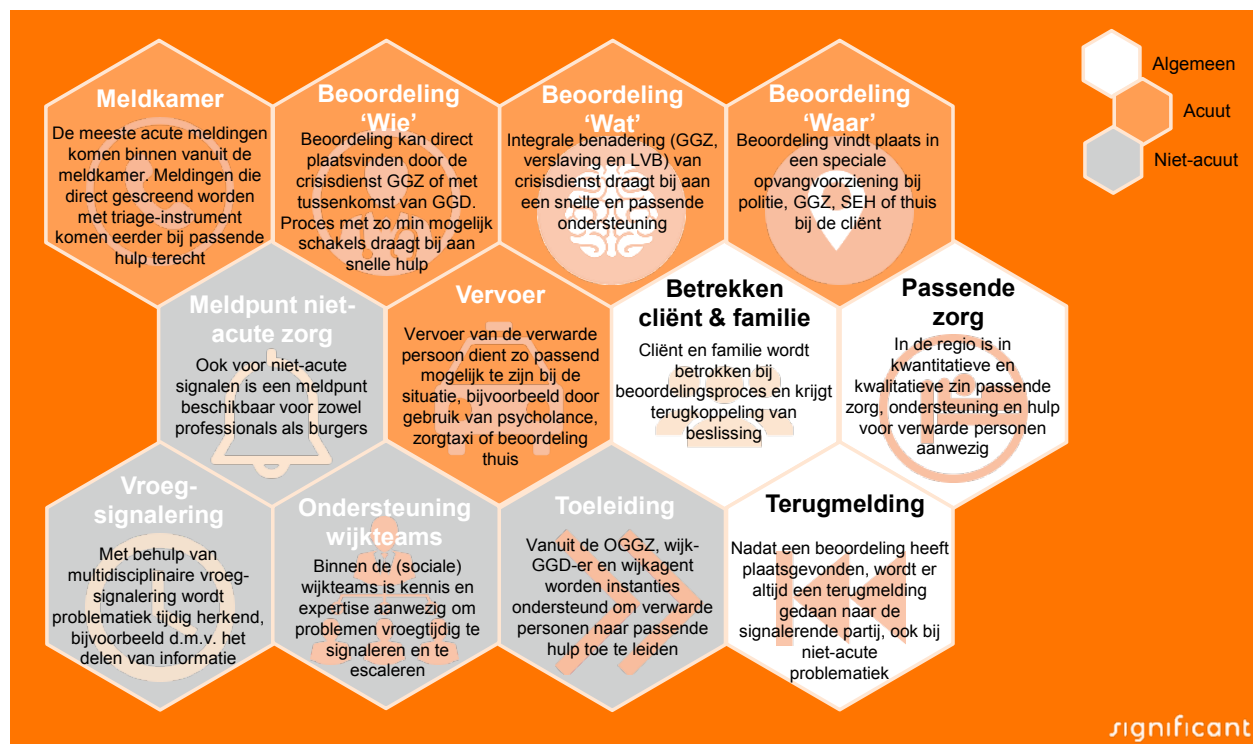 Meldkamer
De meeste acute meldingen
komen binnen vanuit de
meldkamer. Meldingen die
direct gescreend worden
met triage-instrument
komen eerder bij passende
hulp terecht
Beoordeling
‘Wie’
Beoordeling kan direct
plaatsvinden door de
crisisdienst GGZ of met
tussenkomst van GGD.
Proces met zo min mogelijk
schakels draagt bij aan
snelle hulp
Beoordeling
‘Wat’
Integrale benadering (GGZ,
verslaving en LVB) van
crisisdienst draagt bij aan
een snelle en passende
ondersteuning
Beoordeling
‘Waar’
Beoordeling vindt plaats in
een speciale
opvangvoorziening bij
politie, GGZ, SEH of thuis
bij de cliënt
Algemeen
Acuut
Niet-acuut
Meldpunt niet-
acute zorg
Ook voor niet-acute
signalen is een meldpunt
beschikbaar voor zowel
professionals als burgers
Vervoer
Vervoer van de verwarde
persoon dient zo passend
mogelijk te zijn bij de
situatie, bijvoorbeeld door
gebruik van psycholance,
zorgtaxi of beoordeling
thuis
Betrekken
cliënt & familie
Cliënt en familie wordt
betrokken bij
beoordelingsproces en krijgt
terugkoppeling van
beslissing
Passende
zorg
In de regio is in
kwantitatieve en
kwalitatieve zin passende
zorg, ondersteuning en hulp
voor verwarde personen
aanwezig
Vroeg-
signalering
Met behulp van
multidisciplinaire vroeg-
signalering wordt
problematiek tijdig herkend,
bijvoorbeeld d.m.v. het
delen van informatie
Ondersteuning
wijkteams
Binnen de (sociale)
wijkteams is kennis en
expertise aanwezig om
problemen vroegtijdig te
signaleren en te
escaleren
Toeleiding
Vanuit de OGGZ, wijk-
GGD-er en wijkagent
worden instanties
ondersteund om verwarde
personen naar passende
hulp toe te leiden
Terugmelding
Nadat een beoordeling heeft
plaatsgevonden, wordt er
altijd een terugmelding
gedaan naar de
signalerende partij, ook bij
niet-acute
problematiek
significant